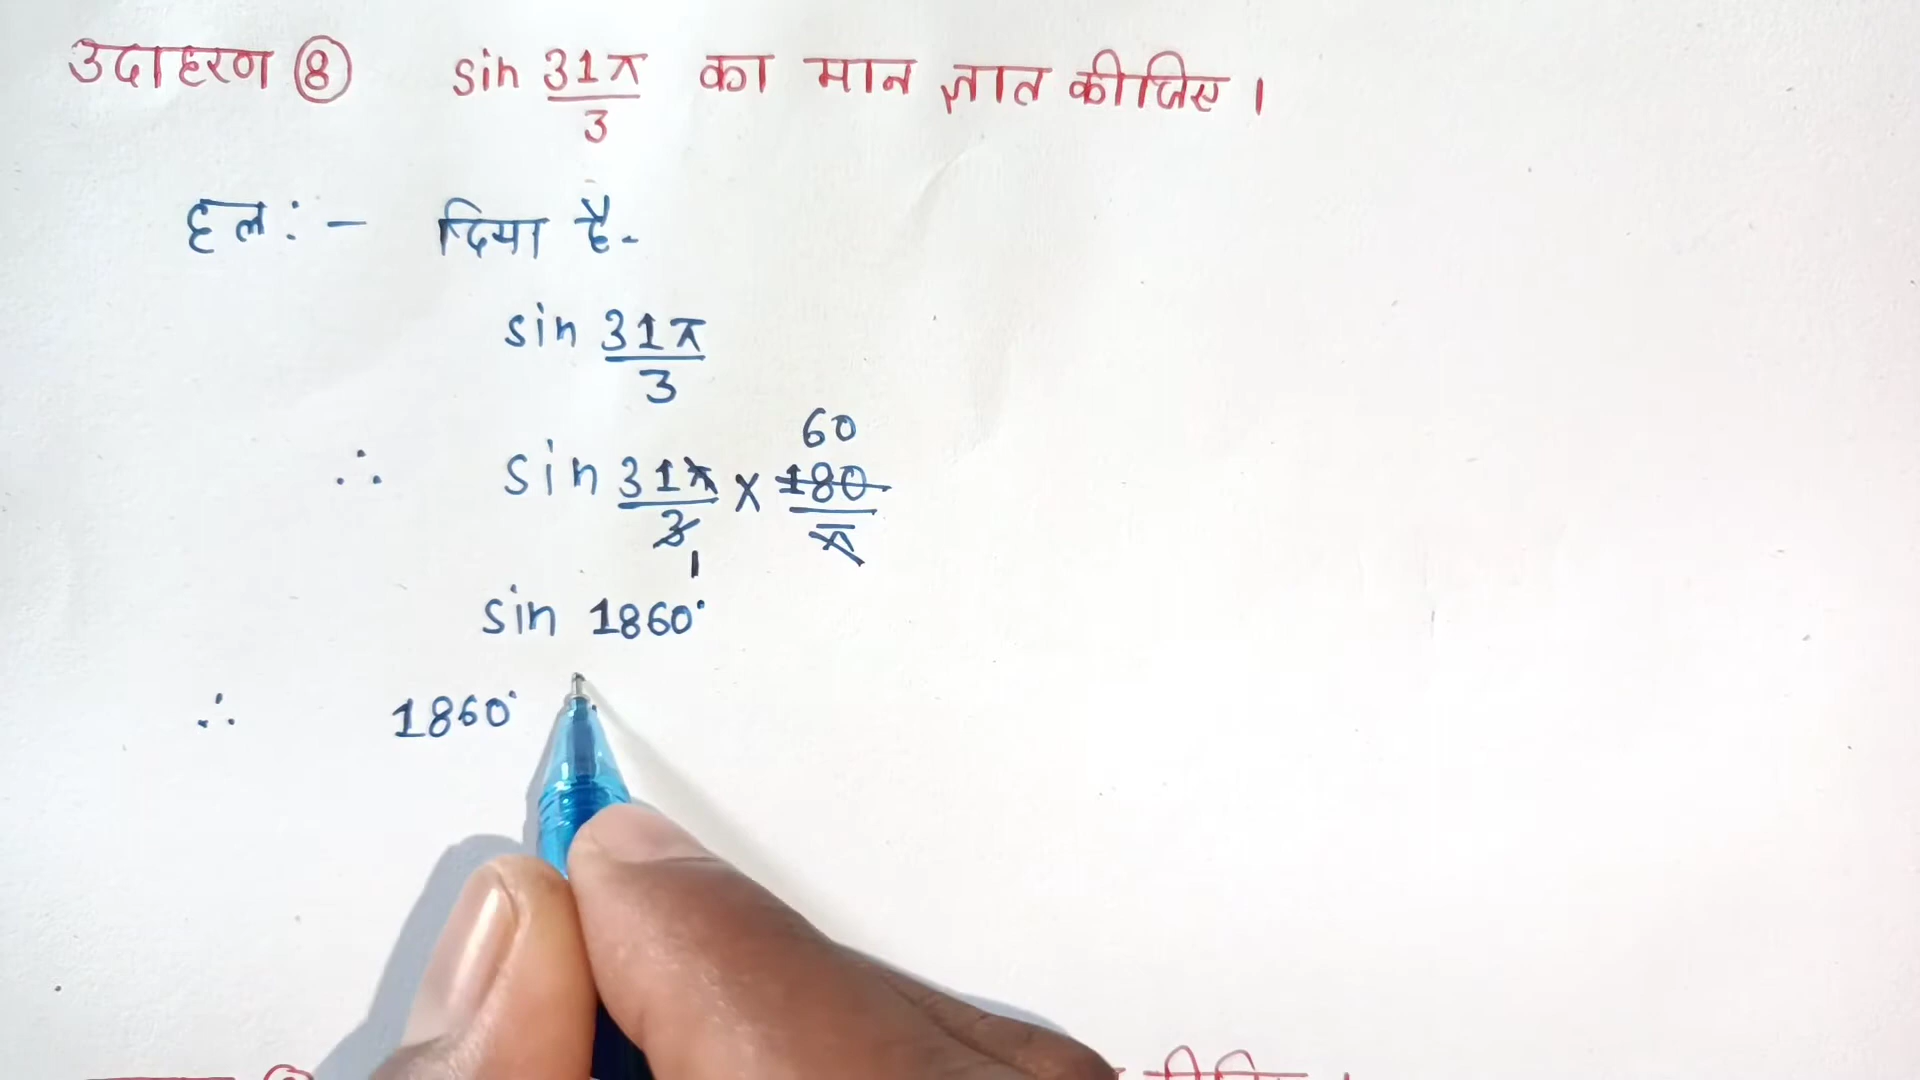 उदाहरण ⑧ sin 31π/3 का मान ज्ञात कीजिए।
हल:- दिया है-
sin 31π/3
∴ sin 31π/3 × 180/π 60 1
sin 1860°
∴ 1860°